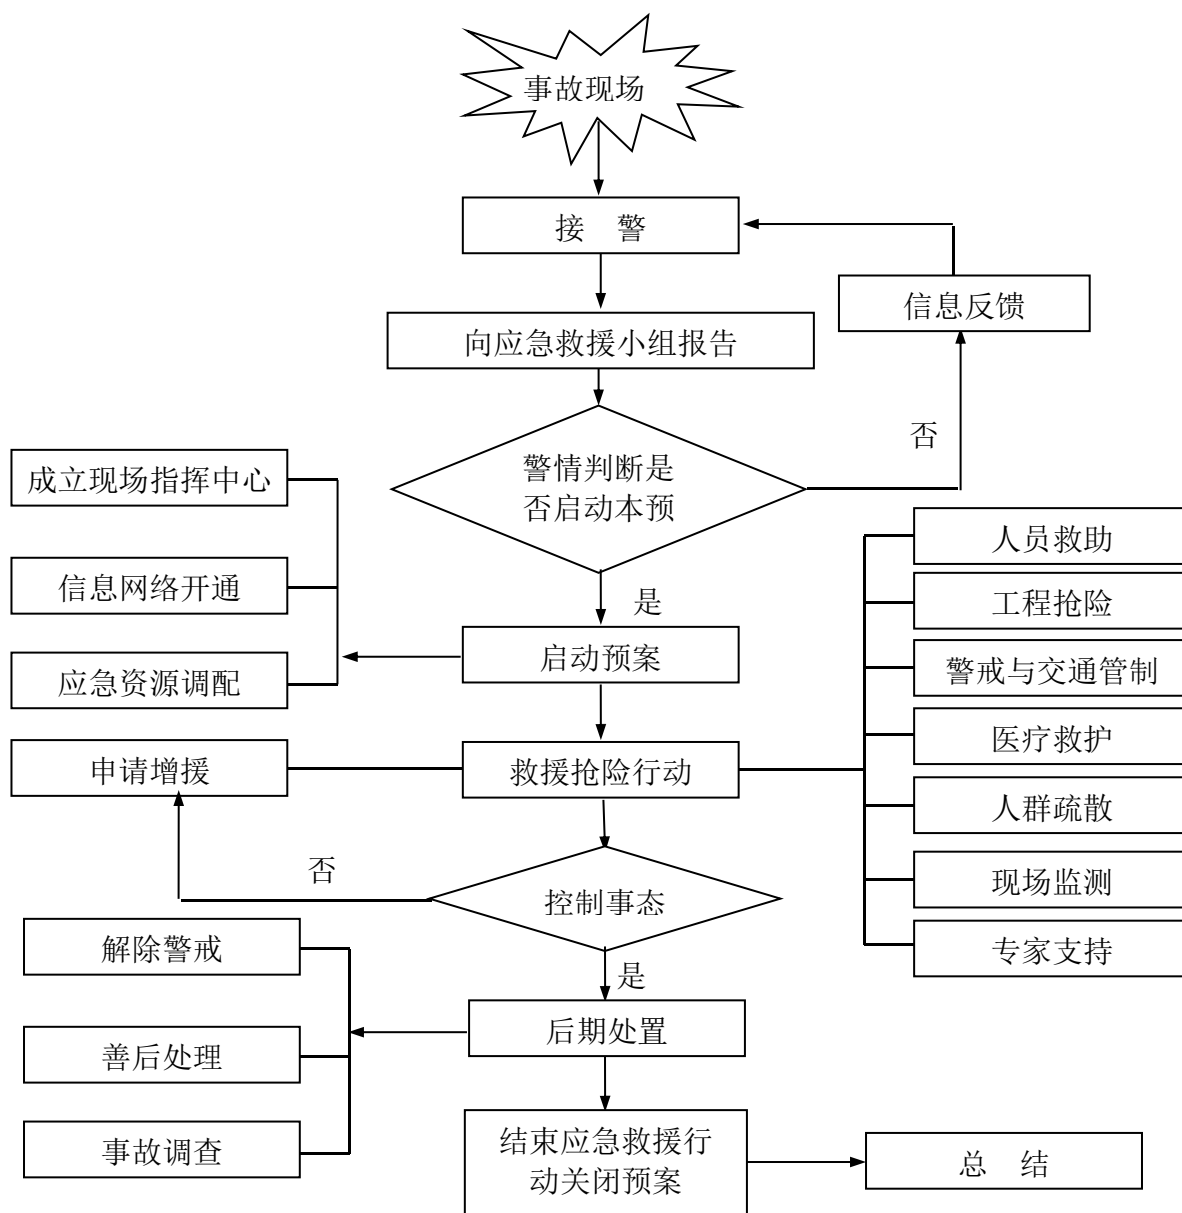 事故现场
接 警
信息反馈
向应急救援小组报告
否
警情判断是
否启动本预
成立现场指挥中心
人员救助
信息网络开通
是
工程抢险
启动预案
警戒与交通管制
应急资源调配
医疗救护
申请增援
救援抢险行动
人群疏散
否
控制事态
现场监测
解除警戒
专家支持
是
后期处置
善后处理
结束应急救援行
动关闭预案
事故调查
总 结